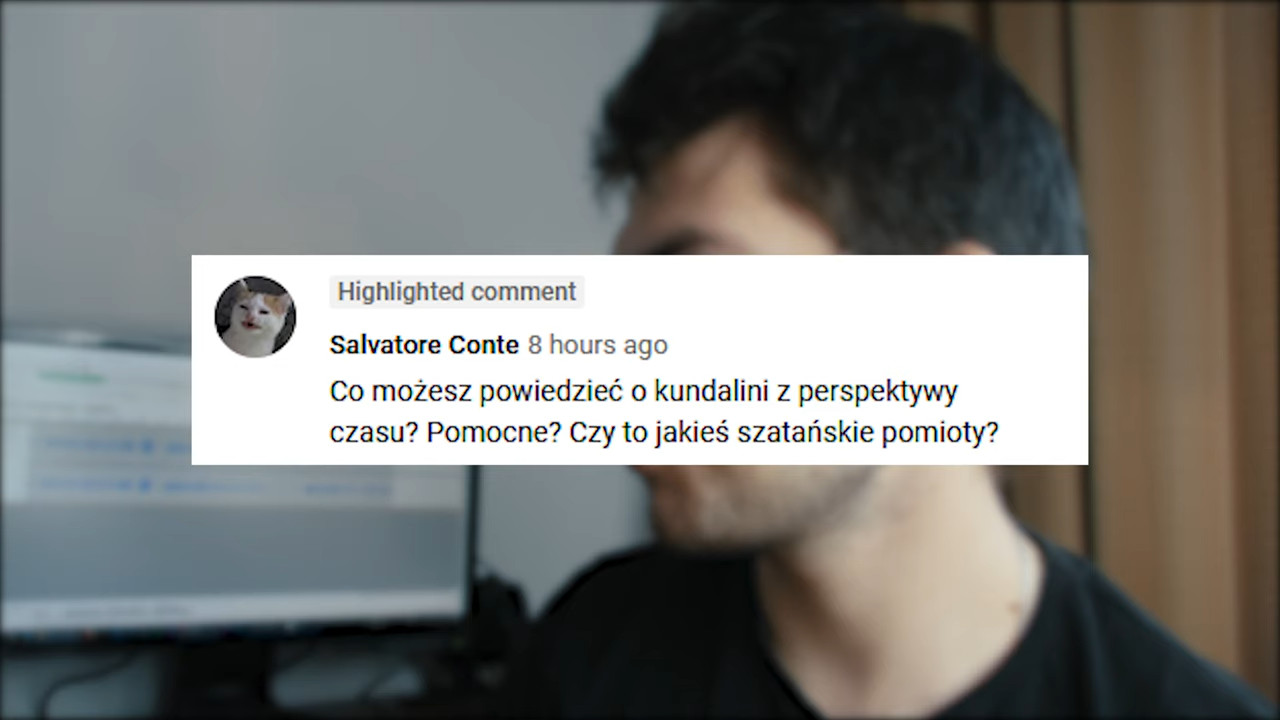 Highlighted comment
Salvatore Conte 8 hours ago
Co możesz powiedzieć o kundalini z perspektywy
czasu? Pomocne? Czy to jakieś szatańskie pomioty?